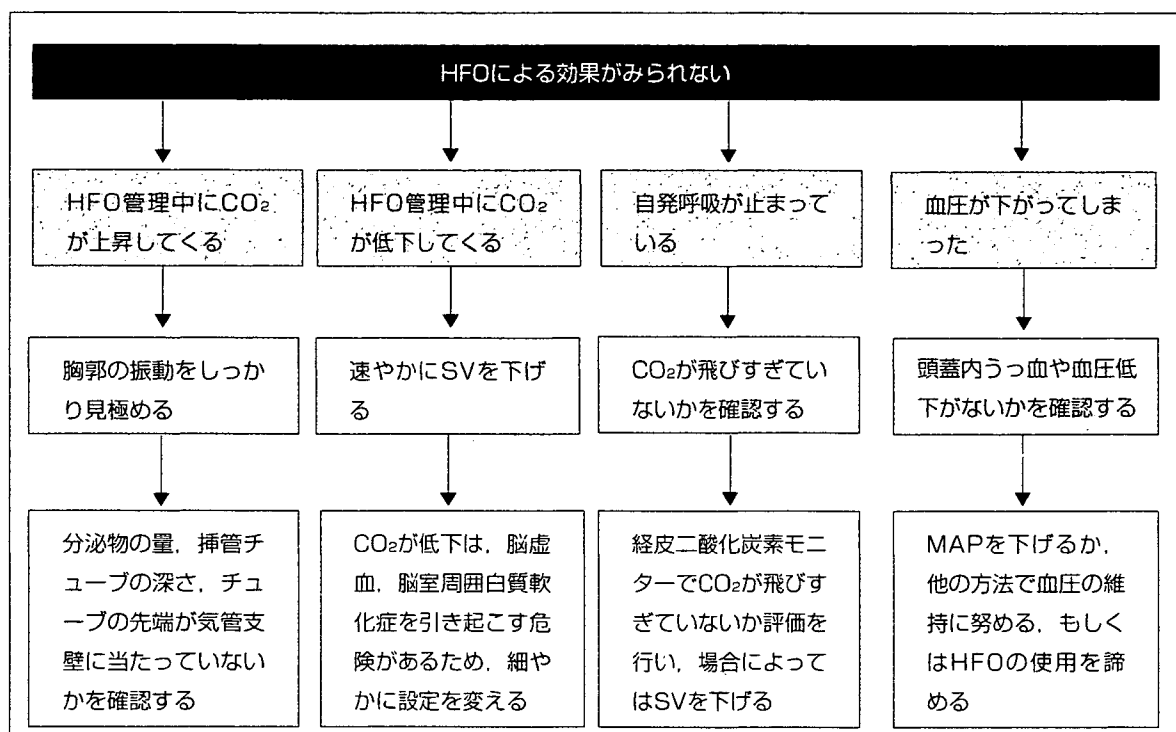 HFOによる効果がみられない
HFO管理中にCO₂
が上昇してくる
胸郭の振動をしっか
り見極める
分泌物の量，挿管チ
ューブの深さ，チュ
ーブの先端が気管支
壁に当たっていない
かを確認する
HFO管理中にCO₂
が低下してくる
速やかにSVを下げ
る
CO₂が低下は，脳虚
血，脳室周囲白質軟
化症を引き起こす危
険があるため，細や
かに設定を変える
自発呼吸が止まって
いる
CO₂が飛びすぎてい
ないかを確認する
経皮二酸化炭素モニ
ターでCO₂が飛びす
ぎていないか評価を
行い，場合によって
はSVを下げる
血圧が下がってしま
った
頭蓋内うっ血や血圧低
下がないかを確認する
MAPを下げるか，
他の方法で血圧の維
持に努める，もしく
はHFOの使用を諦
める